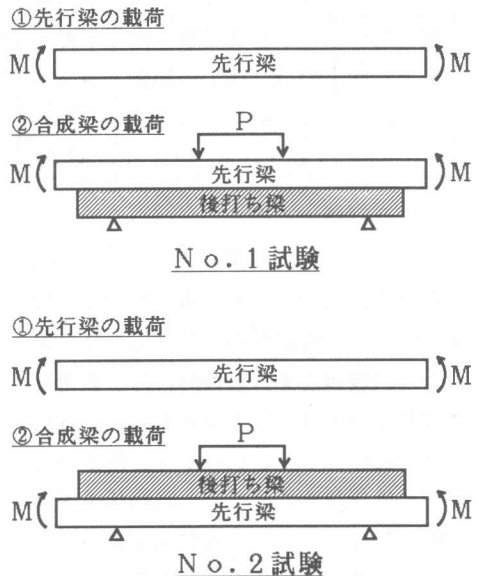 ①先行梁の載荷
M 先行梁 M
②合成梁の載荷 P
M 先行梁 M
後打ち梁
No.1試験
①先行梁の載荷
M 先行梁 M
②合成梁の載荷 P
後打ち梁
M 先行梁 M
No.2試験